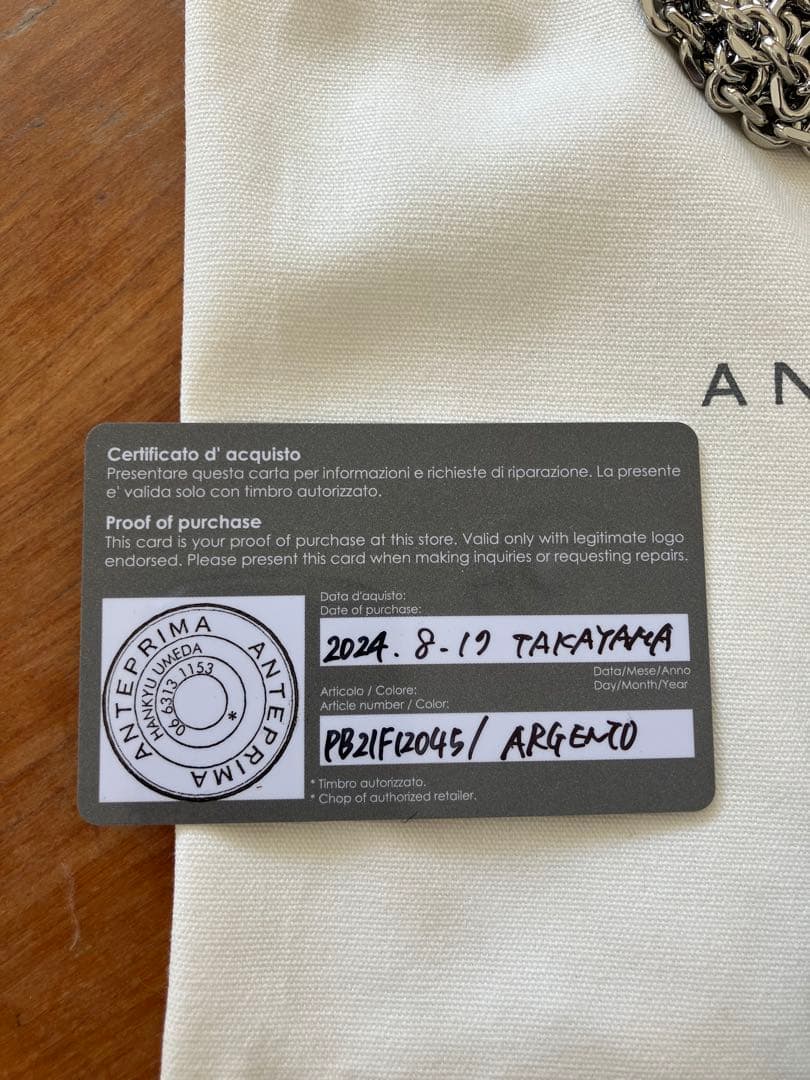 AN
Certificato d' acquisto
Presentare questa carta per informazioni e richieste di riparazione. La presente
e' valida solo con timbro autorizzato.
Proof of purchase
This card is your proof of purchase at this store. Valid only with legitimate logo
endorsed. Please present this card when making inquiries or requesting repairs.
ANTEPRIMA ANTEPRIMA
HANKYU UMEDA
06 6313 1153
*
Data d'aquisto:
Date of purchase:
2024. 8-19 TAKAYAMA
Data/Mese/Anno
Day/Month/Year
Articolo / Colore:
Article number / Color:
PB21F12045/ ARGENTO
* Timbro autorizzato.
* Chop of authorized retailer.